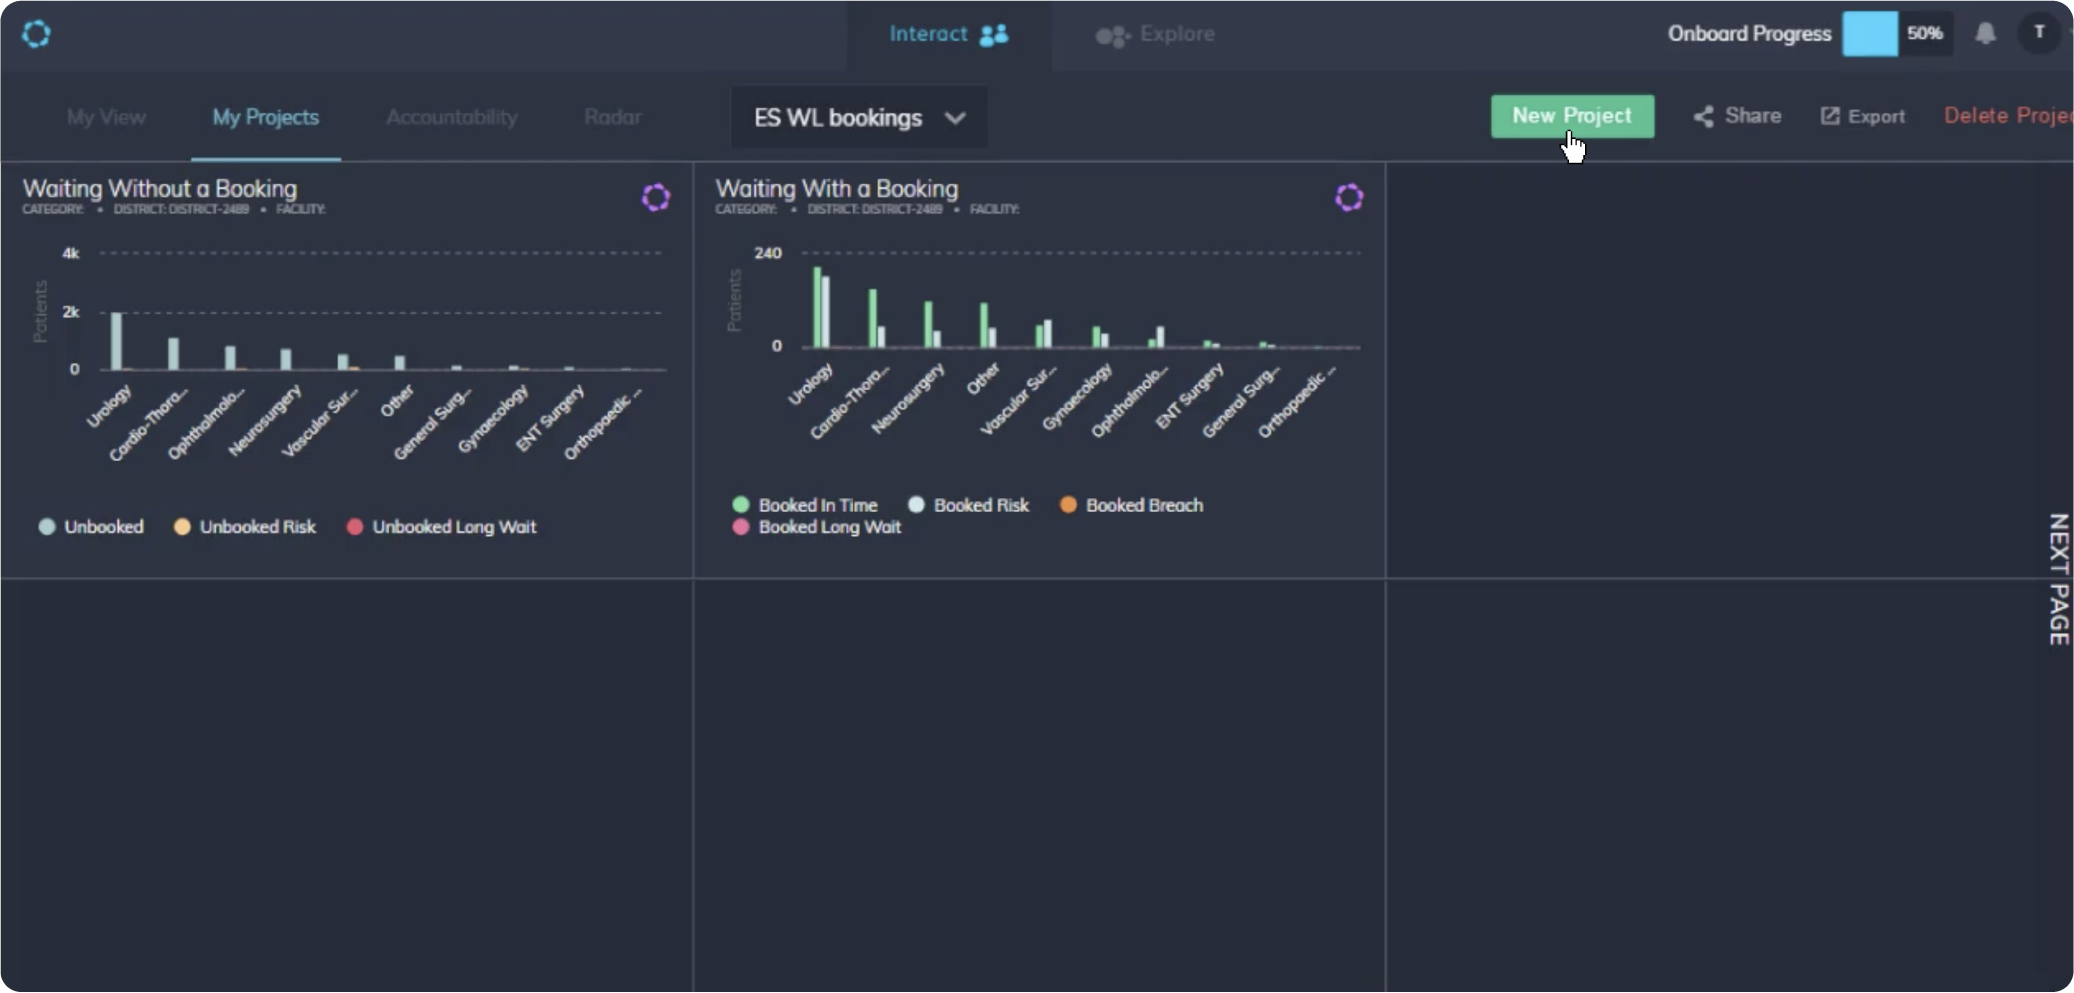 Interact
Explore
Onboard Progress
50%
T
My View
My Projects
Accountability
Radar
ES WL bookings
New Project
Share
Export
Delete Projec
Waiting Without a Booking
CATEGORY: • DISTRICT: DISTRICT-2489 • FACILITY:
4k
2k
0
Patients
Urology
Cardio-Thora...
Ophthalmolo...
Neurosurgery
Vascular Sur...
Other
General Surg...
Gynaecology
ENT Surgery
Orthopaedic ...
Unbooked
Unbooked Risk
Unbooked Long Wait
Waiting With a Booking
CATEGORY: • DISTRICT: DISTRICT-2489 • FACILITY:
240
0
Patients
Urology
Cardio-Thora...
Neurosurgery
Other
Vascular Sur...
Gynaecology
Ophthalmolo...
ENT Surgery
General Surg...
Orthopaedic ...
Booked In Time
Booked Risk
Booked Breach
Booked Long Wait
NEXT PAGE